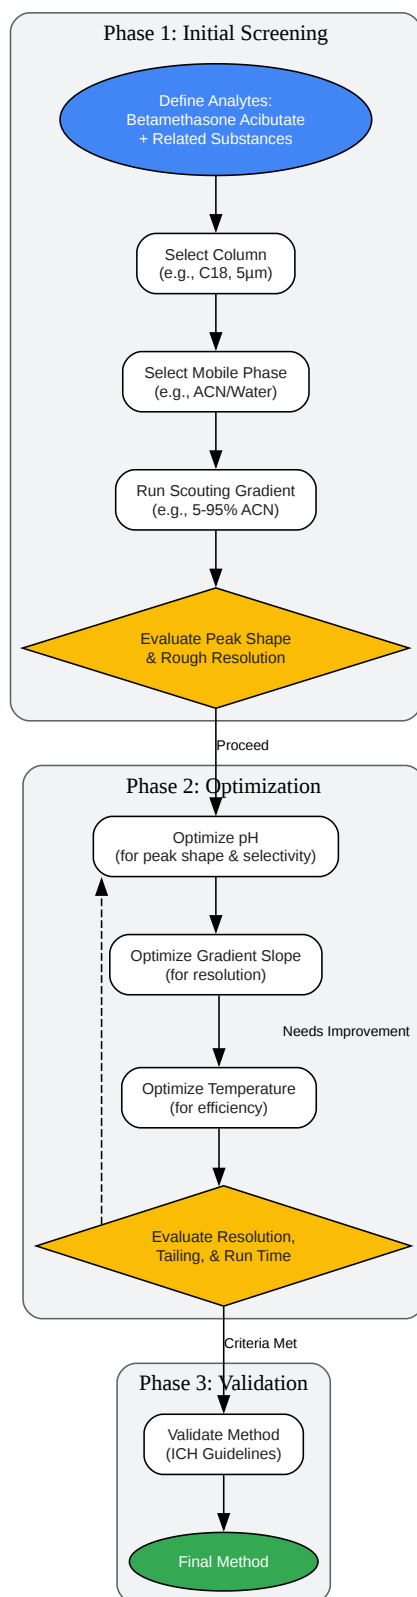 Phase 1: Initial Screening
Define Analytes:
Betamethasone Acibutate
+ Related Substances
Select Column
(e.g., C18, 5µm)
Select Mobile Phase
(e.g., ACN/Water)
Run Scouting Gradient
(e.g., 5-95% ACN)
Evaluate Peak Shape
& Rough Resolution
Proceed
Phase 2: Optimization
Optimize pH
(for peak shape & selectivity)
Optimize Gradient Slope
(for resolution)
Needs Improvement
Optimize Temperature
(for efficiency)
Evaluate Resolution,
Tailing, & Run Time
Criteria Met
Phase 3: Validation
Validate Method
(ICH Guidelines)
Final Method